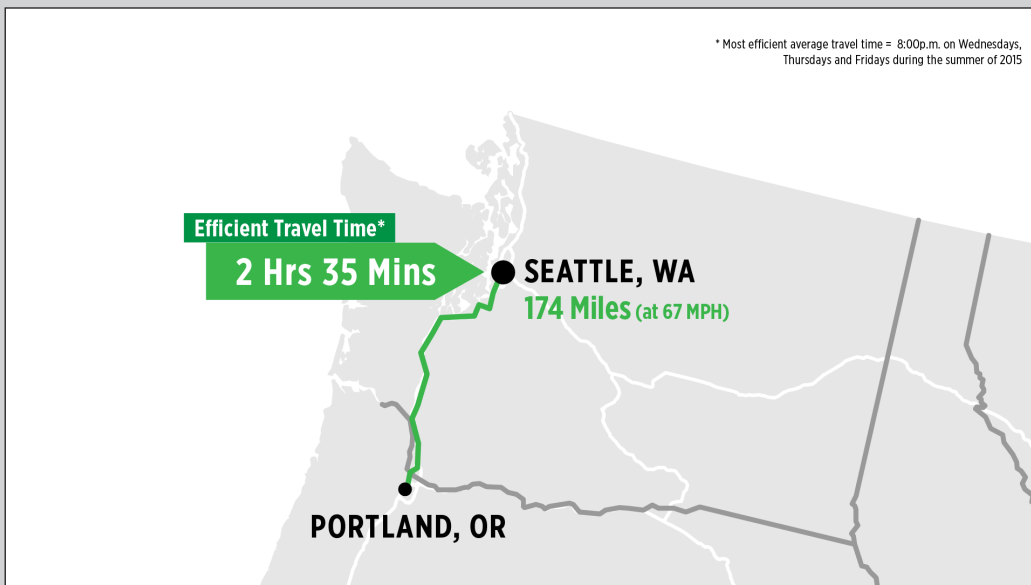 * Most efficient average travel time = 8:00p.m. on Wednesdays,
Thursdays and Fridays during the summer of 2015
Efficient Travel Time*
2 Hrs 35 Mins
SEATTLE, WA
174 Miles (at 67 MPH)
PORTLAND, OR